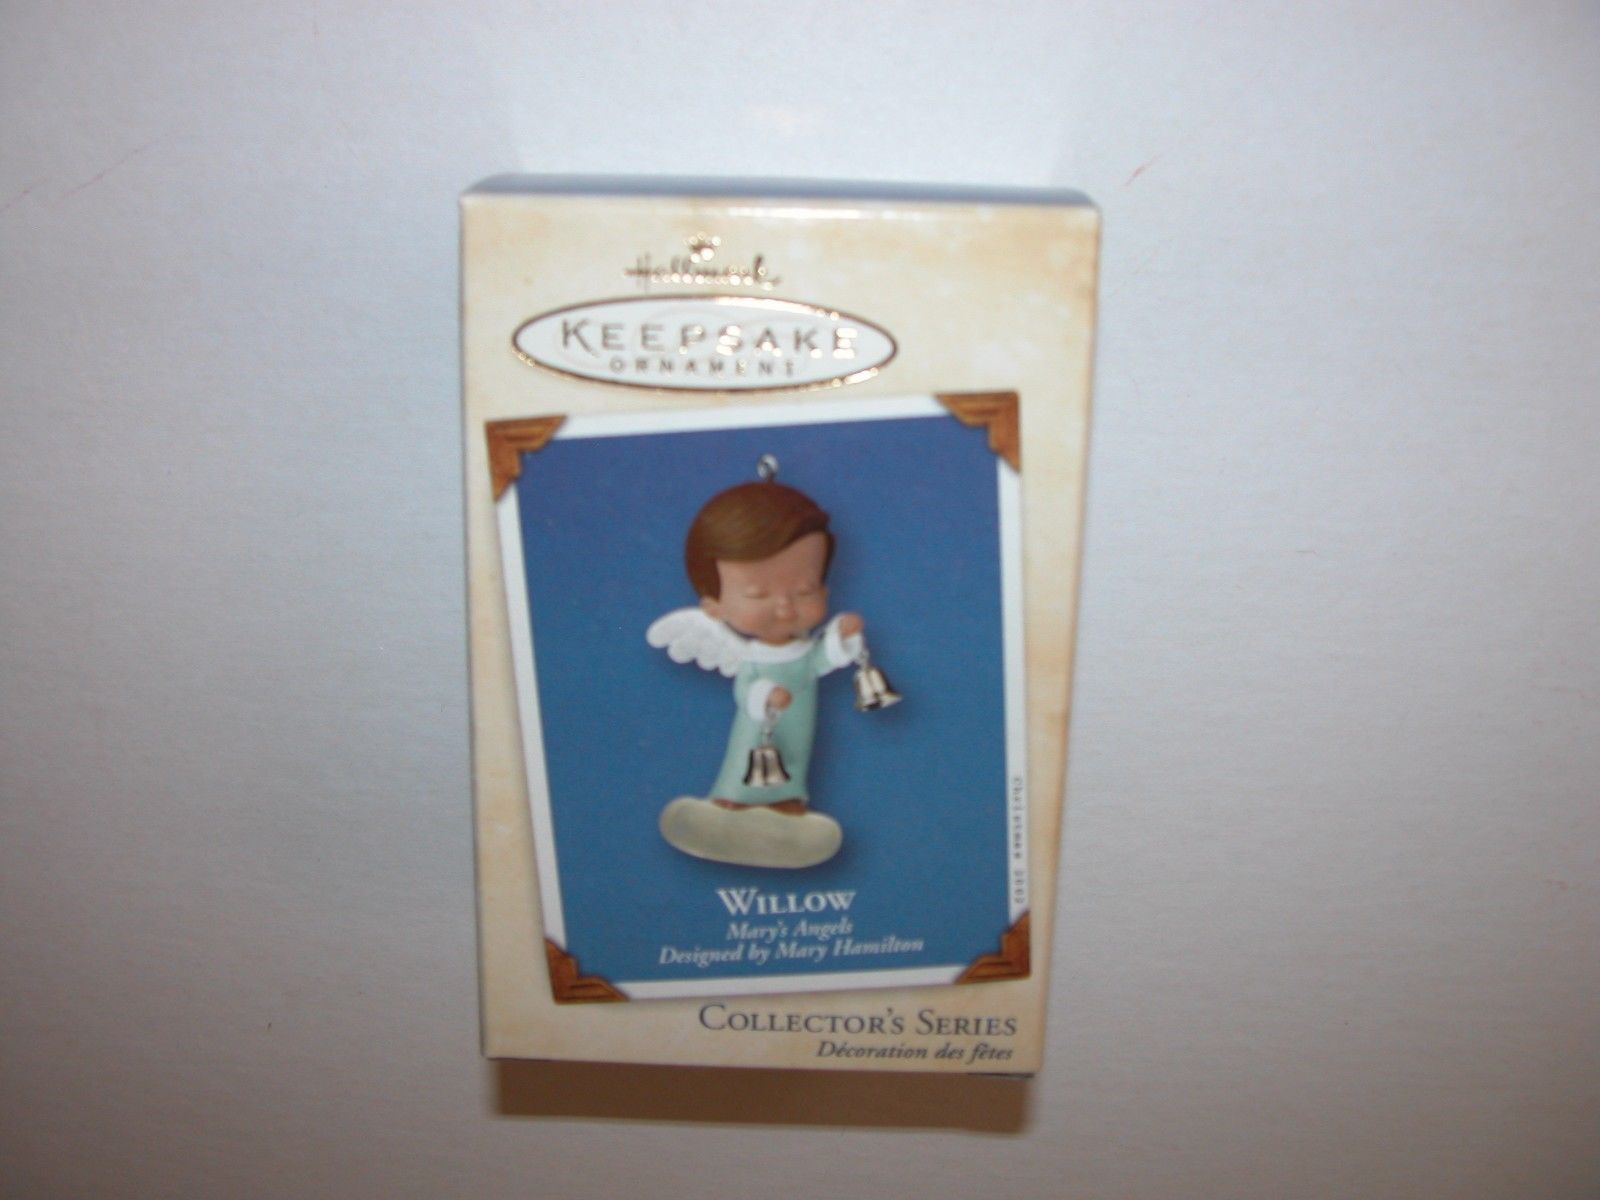 Hallmark
KEEPSAKE
ORNAMENT
WILLOW
Mary's Angels
Designed by Mary Hamilton
COLLECTOR'S SERIES
Décoration des fêtes